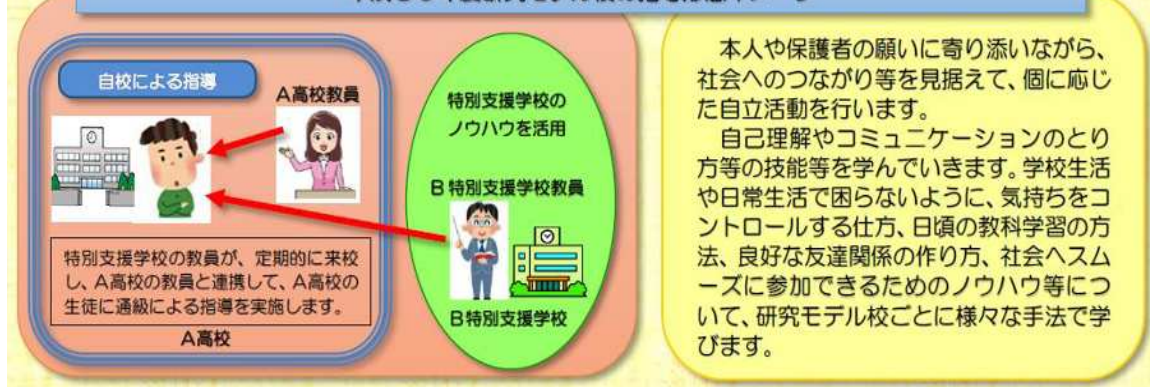 自校による指導
A高校教員
特別支援学校の教員が、定期的に来校
し、A高校の教員と連携して、A高校の
生徒に通級による指導を実施します。
A高校
特別支援学校の
ノウハウを活用
B特別支援学校教員
B特別支援学校
本人や保護者の願いに寄り添いながら、
社会へのつながり等を見据えて、個に応じ
た自立活動を行います。
自己理解やコミュニケーションのとり
方等の技能等を学んでいきます。学校生活
や日常生活で困らないように、気持ちをコ
ントロールする仕方、日頃の教科学習の方
法、良好な友達関係の作り方、社会へスム
ーズに参加できるためのノウハウ等につ
いて、研究モデル校ごとに様々な手法で学
びます。